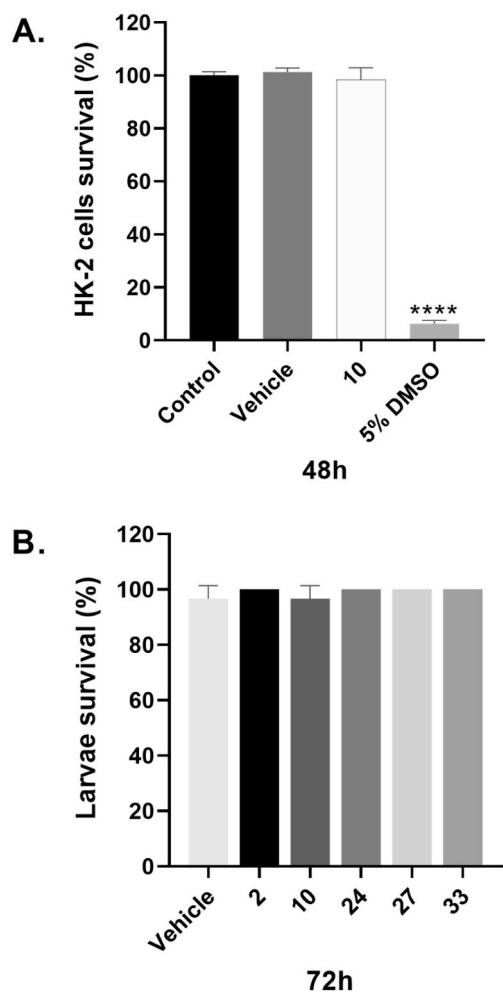 A.
HK-2 cells survival (%)
120
100
80
60
40
20
0
****
Control
Vehicle
10
5% DMSO
48h
B.
Larvae survival (%)
120
100
80
60
40
20
0
Vehicle
2
10
24
27
33
72h